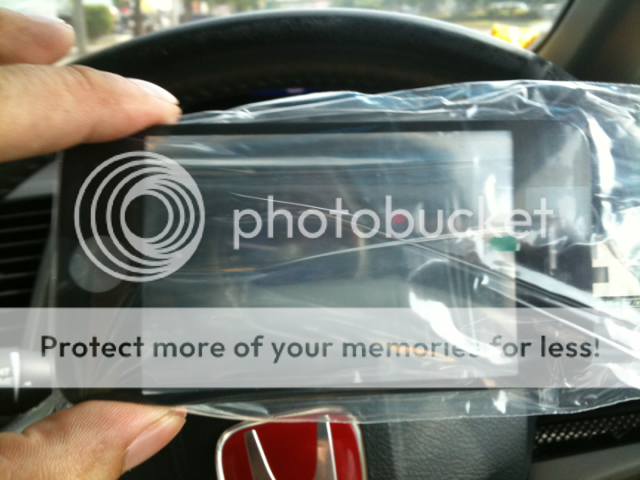 photobucket
Protect more of your memories for less!